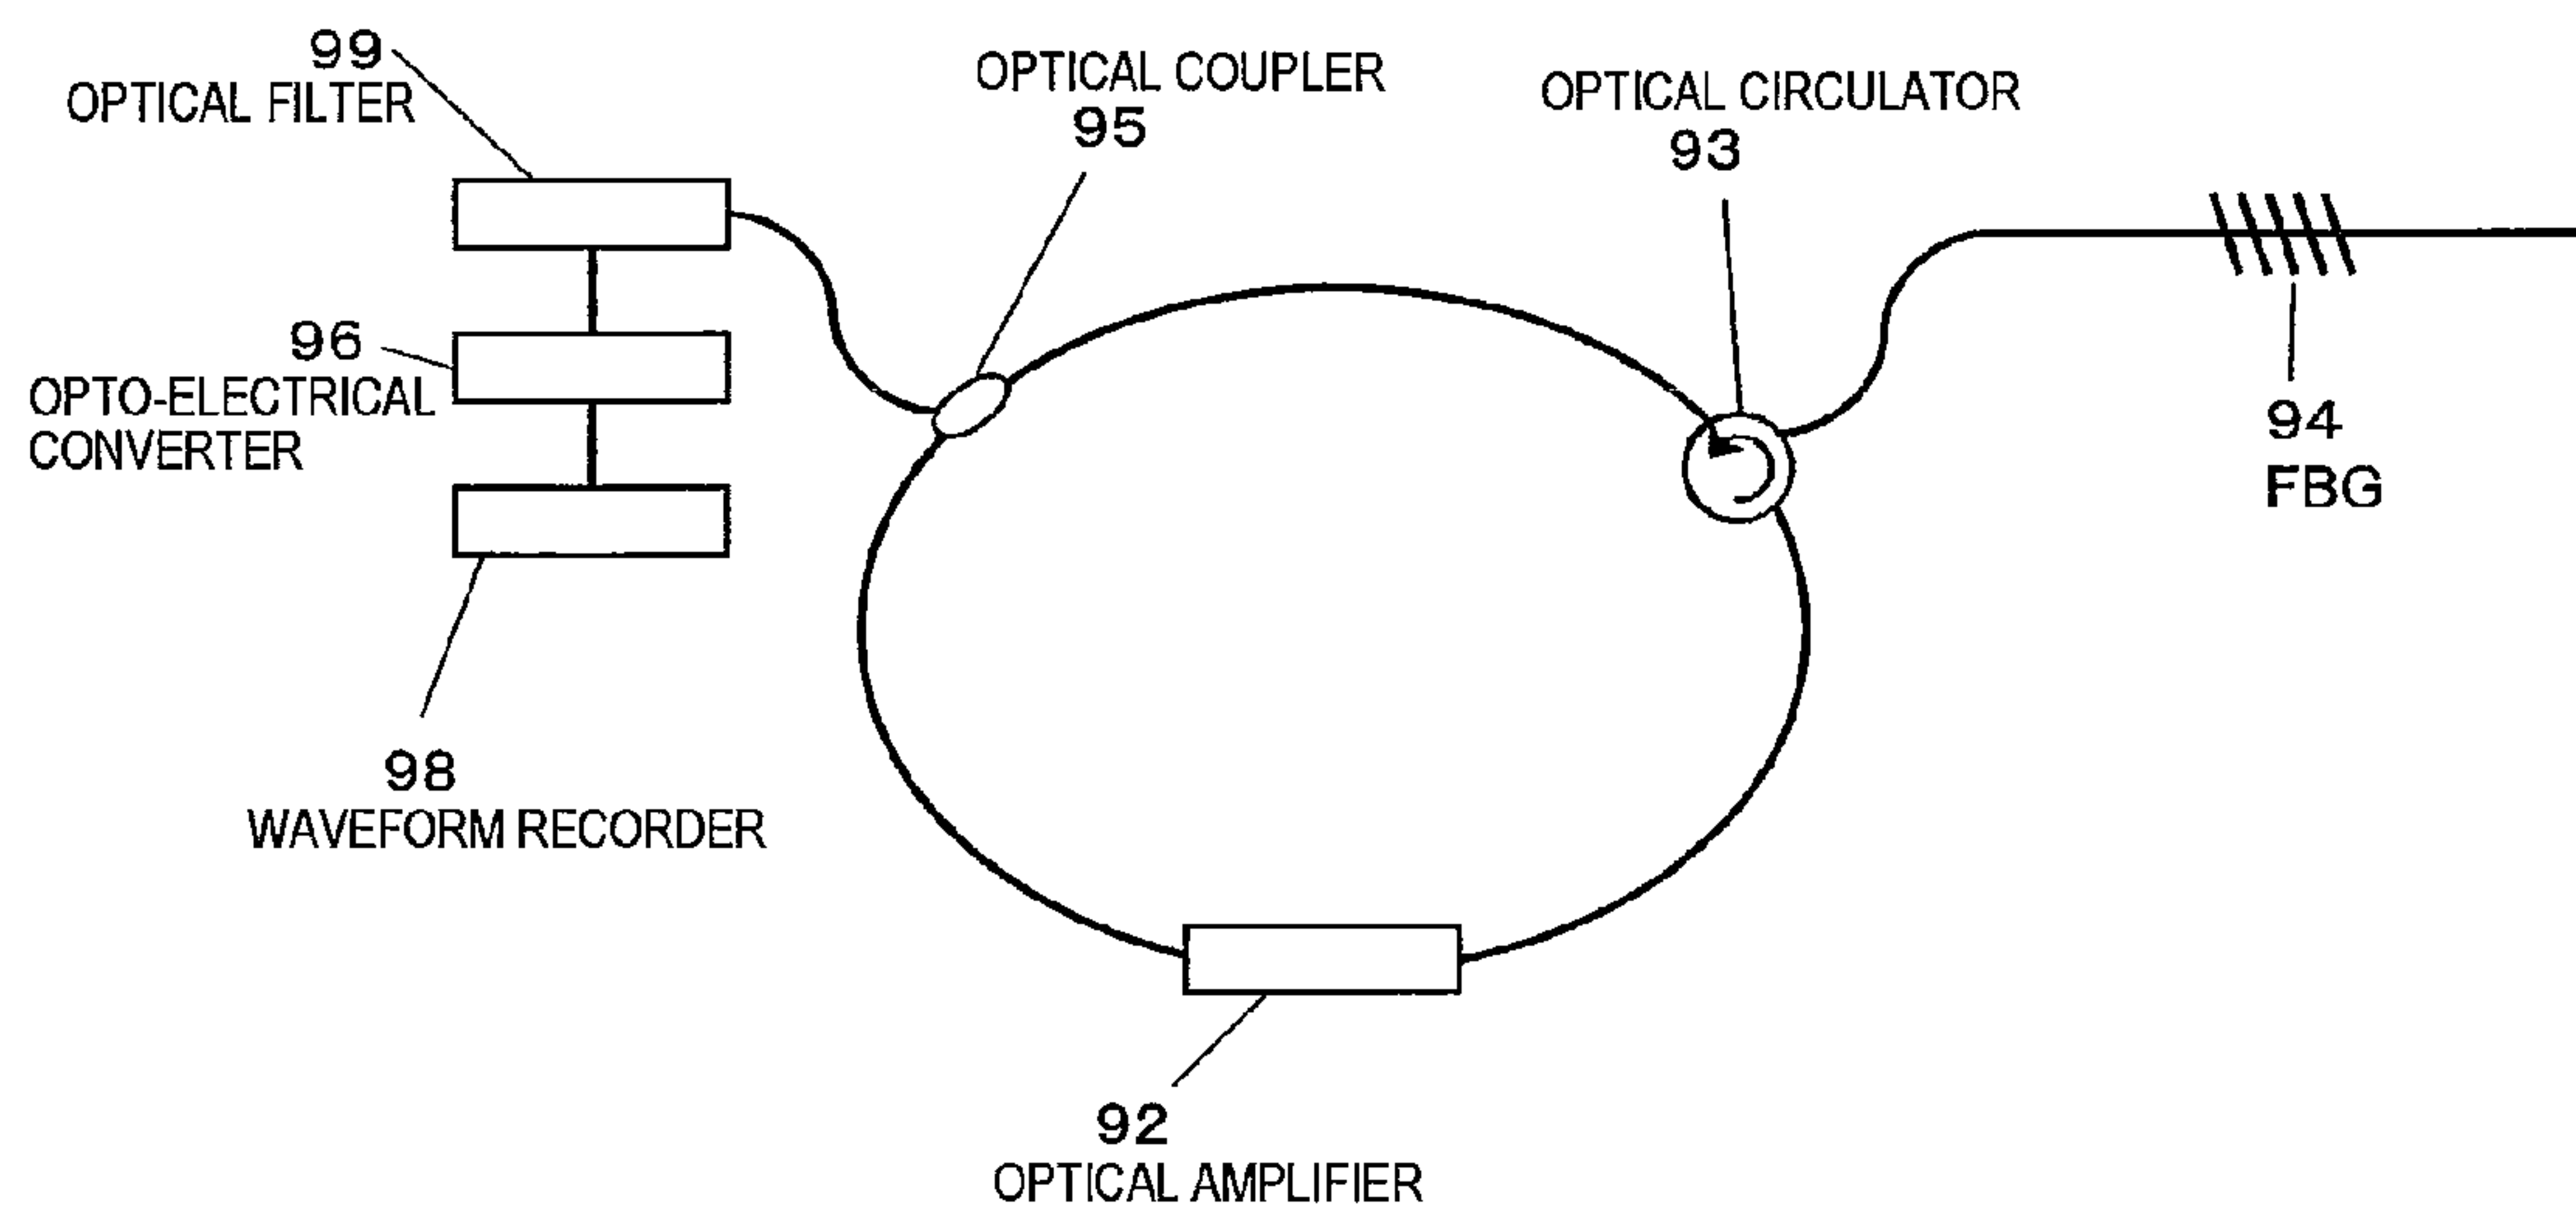 99
OPTICAL FILTER
OPTICAL COUPLER
95
OPTICAL CIRCULATOR
93
96
OPTO-ELECTRICAL
CONVERTER
94
FBG
98
WAVEFORM RECORDER
92
OPTICAL AMPLIFIER